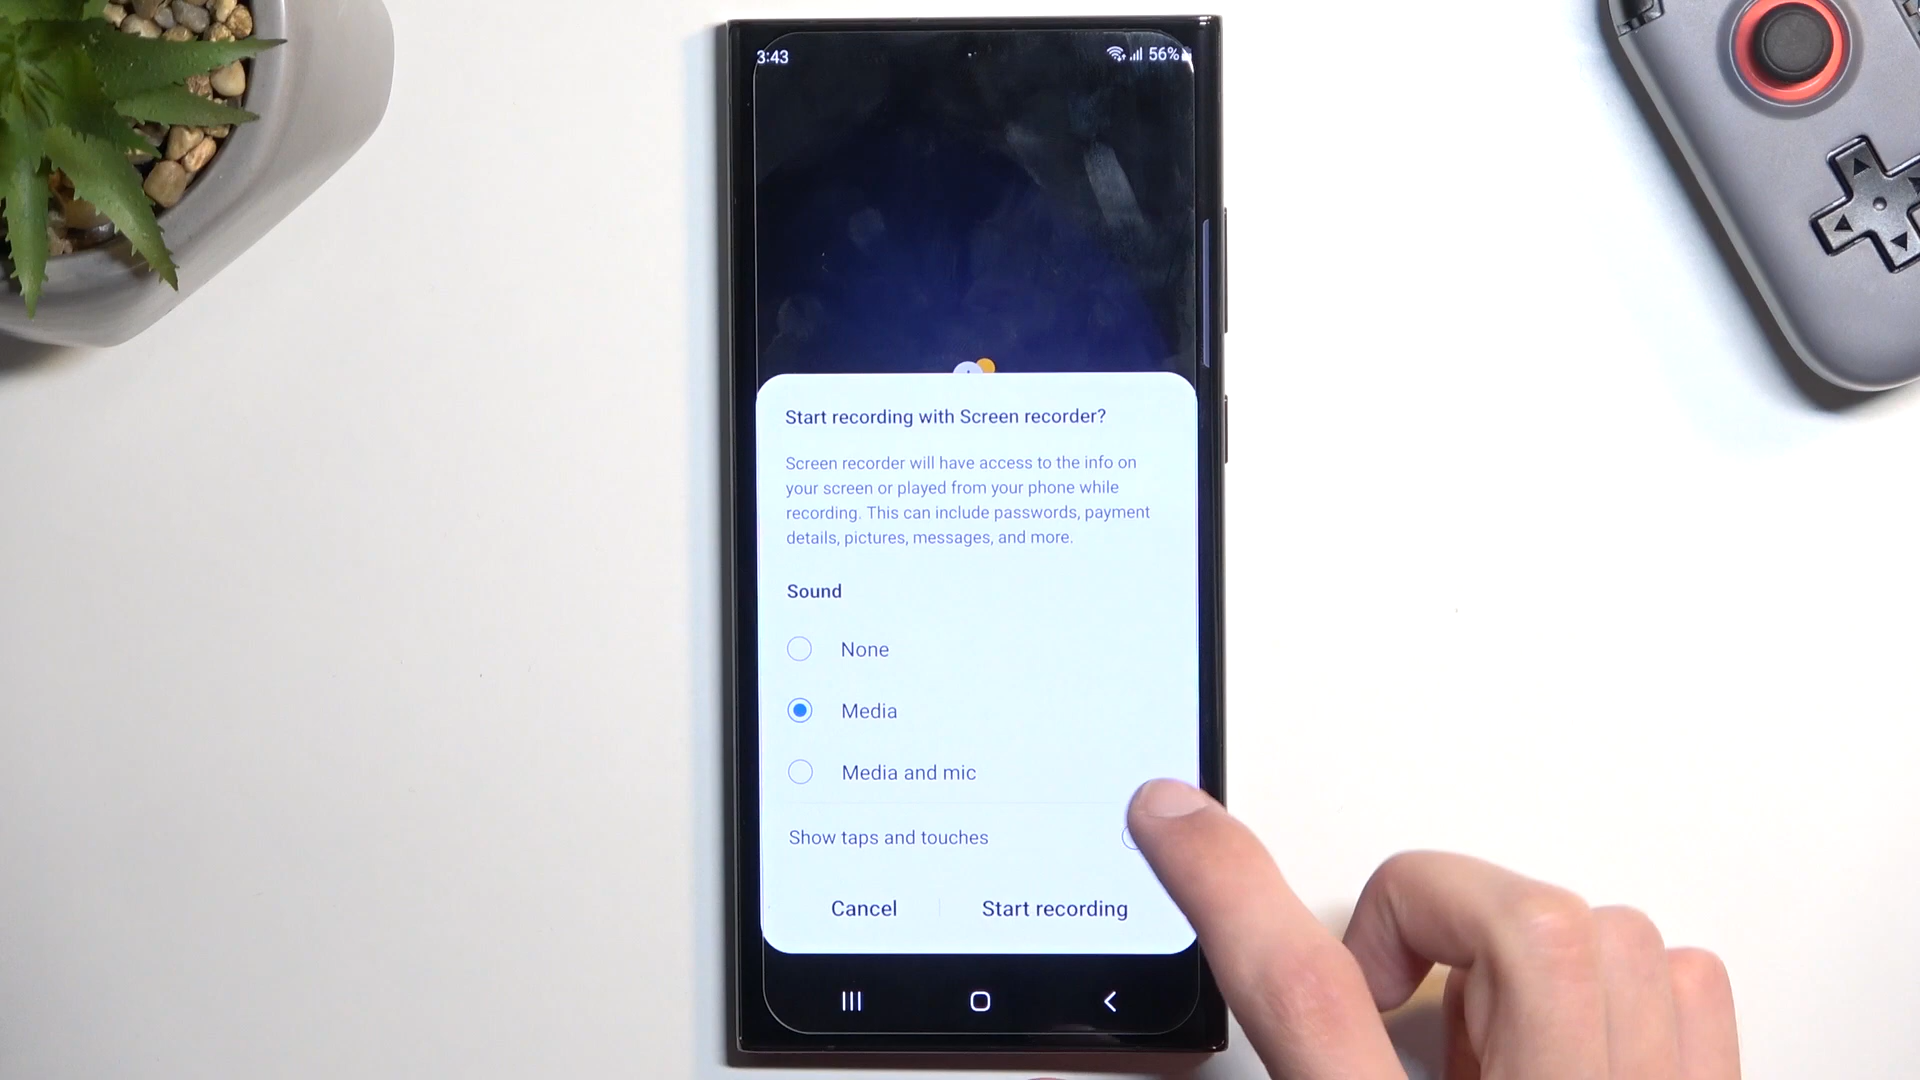 3:43 56%
Start recording with Screen recorder?
Screen recorder will have access to the info on
your screen or played from your phone while
recording. This can include passwords, payment
details, pictures, messages, and more.
Sound
None
Media
Media and mic
Show taps and touches
Cancel Start recording